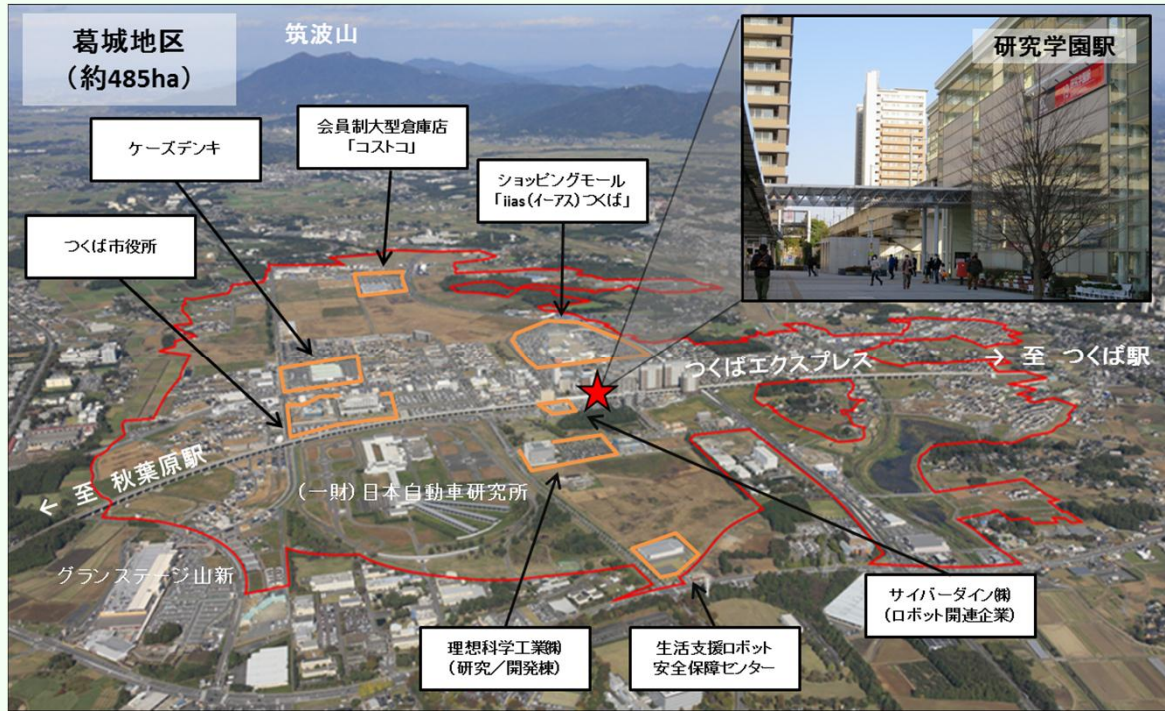 葛城地区
（約485ha）
筑波山
研究学園駅
ケーズデンキ
会員制大型倉庫店
「コストコ」
ショッピングモール
「iias（イーアス）つくば」
つくば市役所
つくばエクスプレス
→ 至 つくば駅
← 至 秋葉原駅
（一財）日本自動車研究所
グランステージ山新
理想科学工業㈱
（研究／開発棟）
生活支援ロボット
安全保障センター
サイバーダイン㈱
（ロボット開連企業）